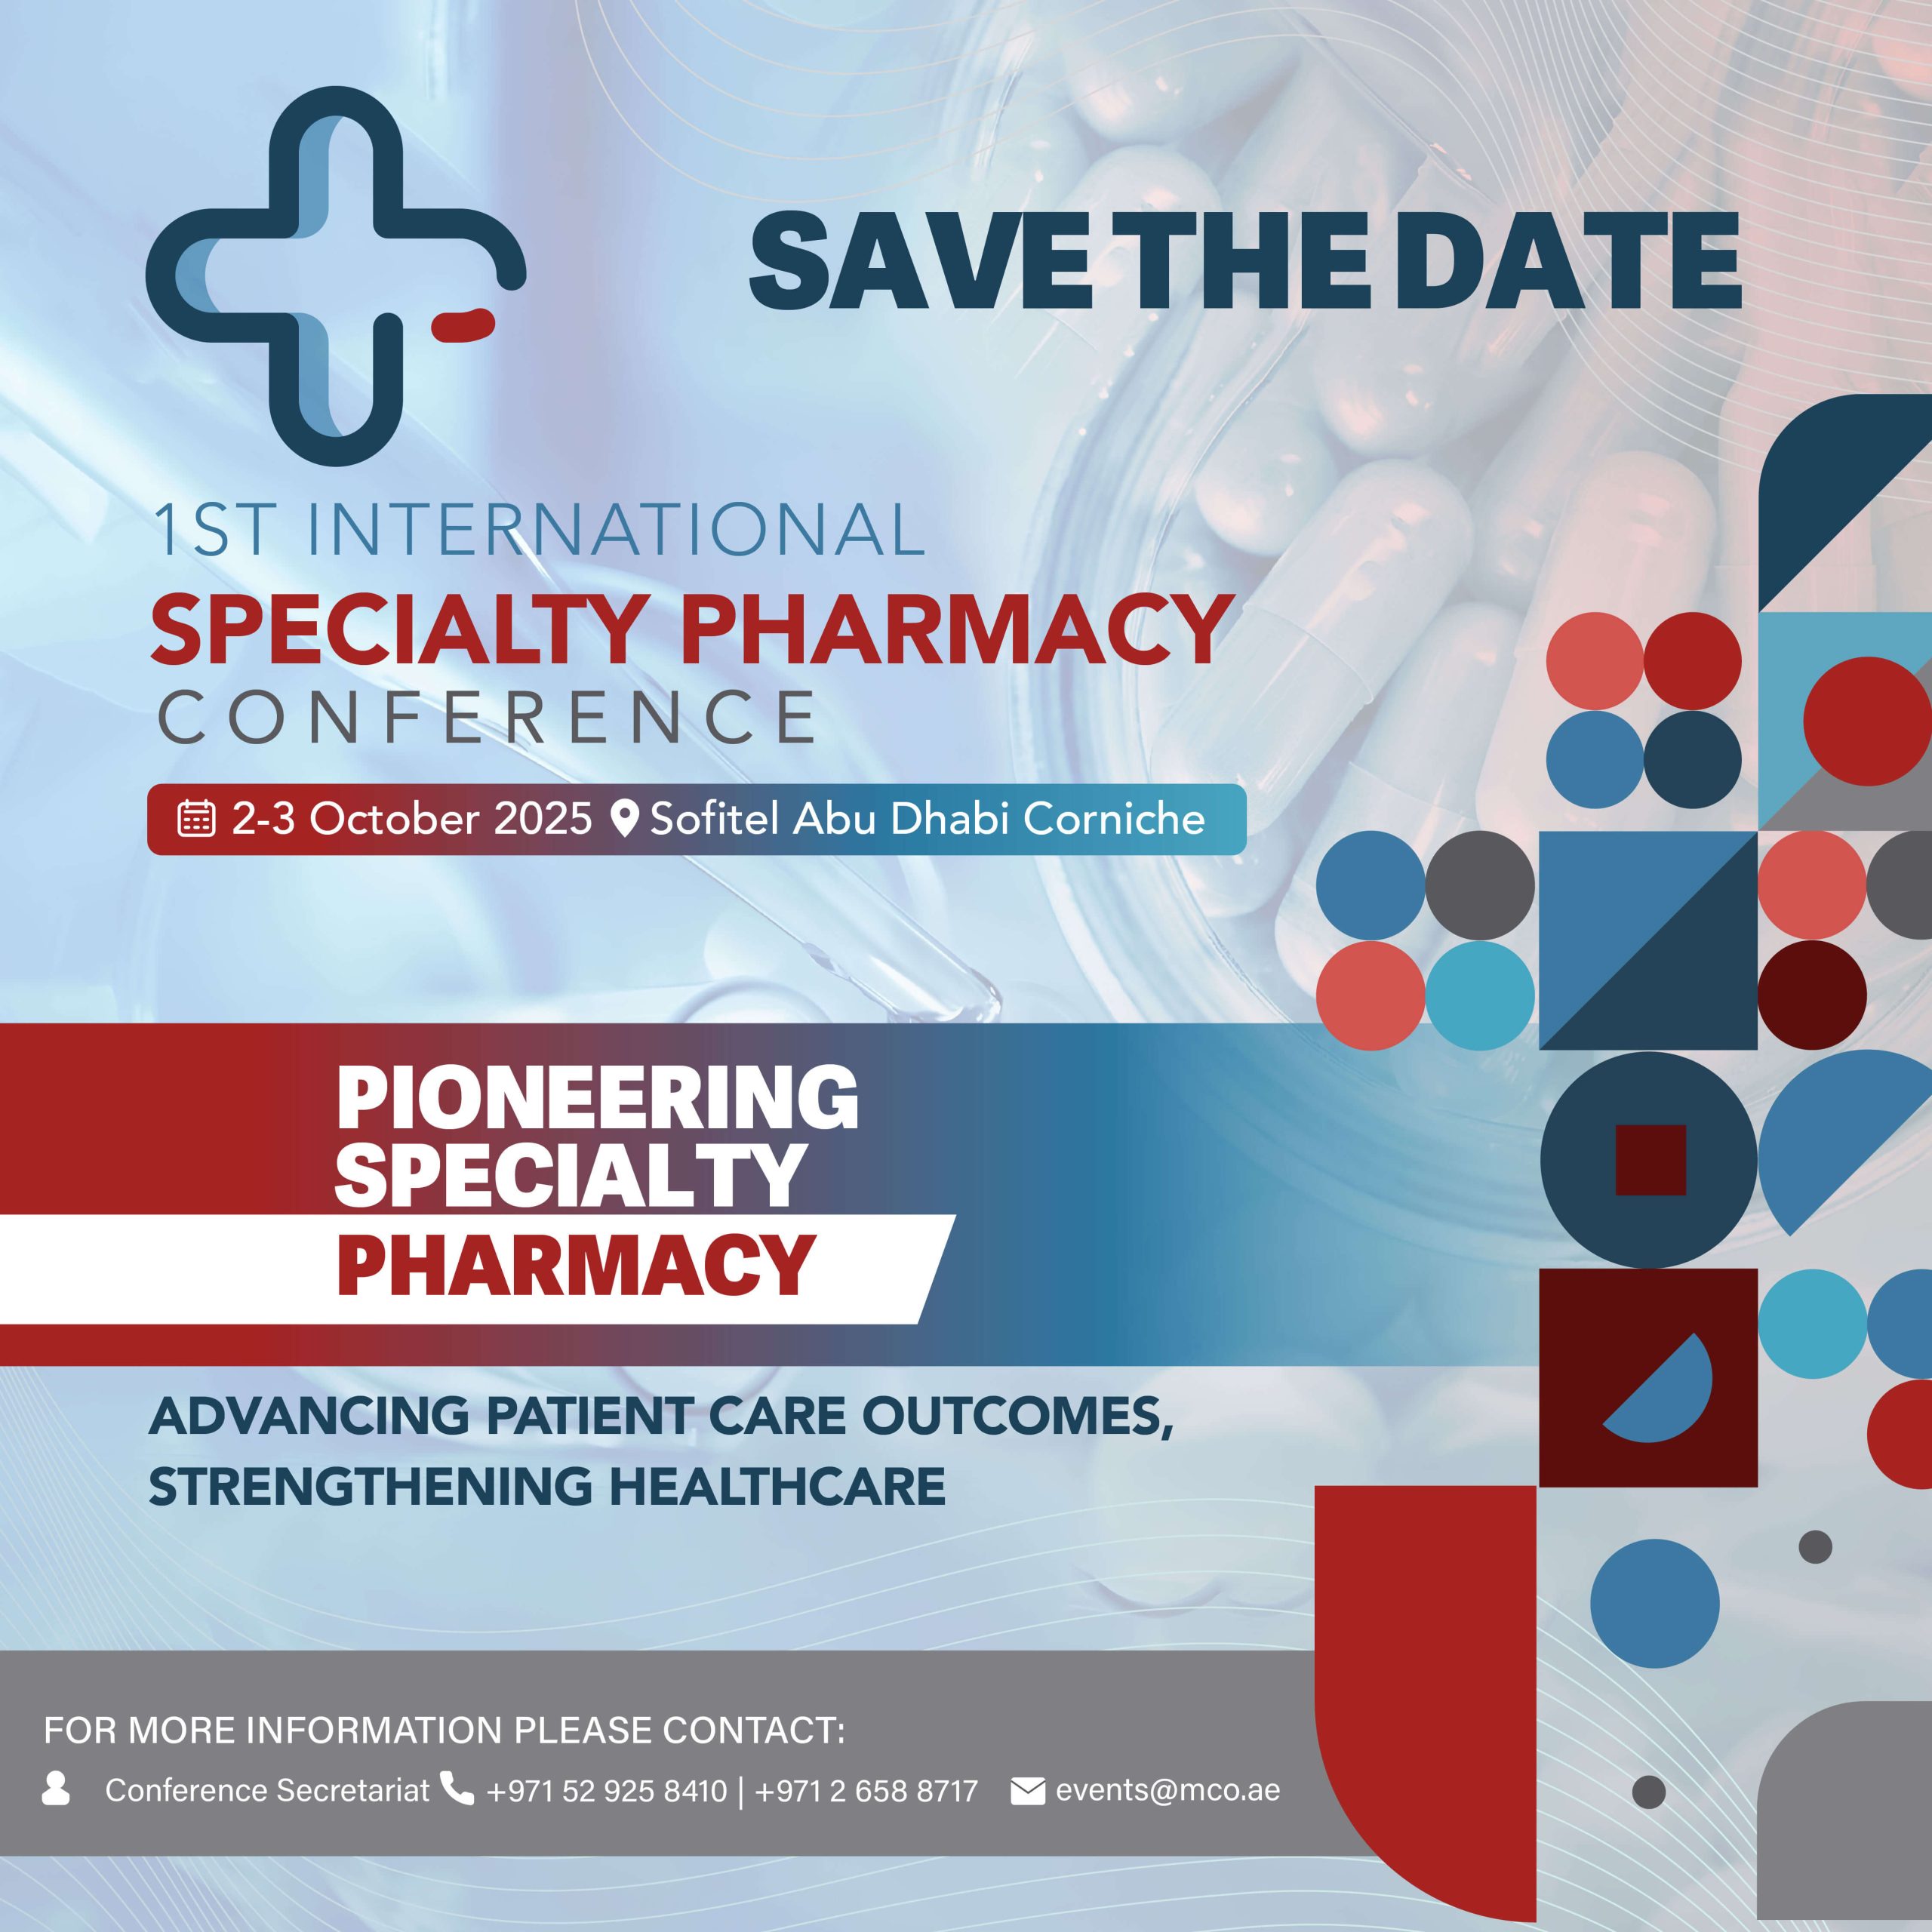 SAVE THE DATE
1ST INTERNATIONAL
SPECIALTY PHARMACY
CONFERENCE
2-3 October 2025 Sofitel Abu Dhabi Corniche
PIONEERING
SPECIALTY
PHARMACY
ADVANCING PATIENT CARE OUTCOMES,
STRENGTHENING HEALTHCARE
FOR MORE INFORMATION PLEASE CONTACT:
Conference Secretariat +971 52 925 8410 | +971 2 658 8717 events@mco.ae